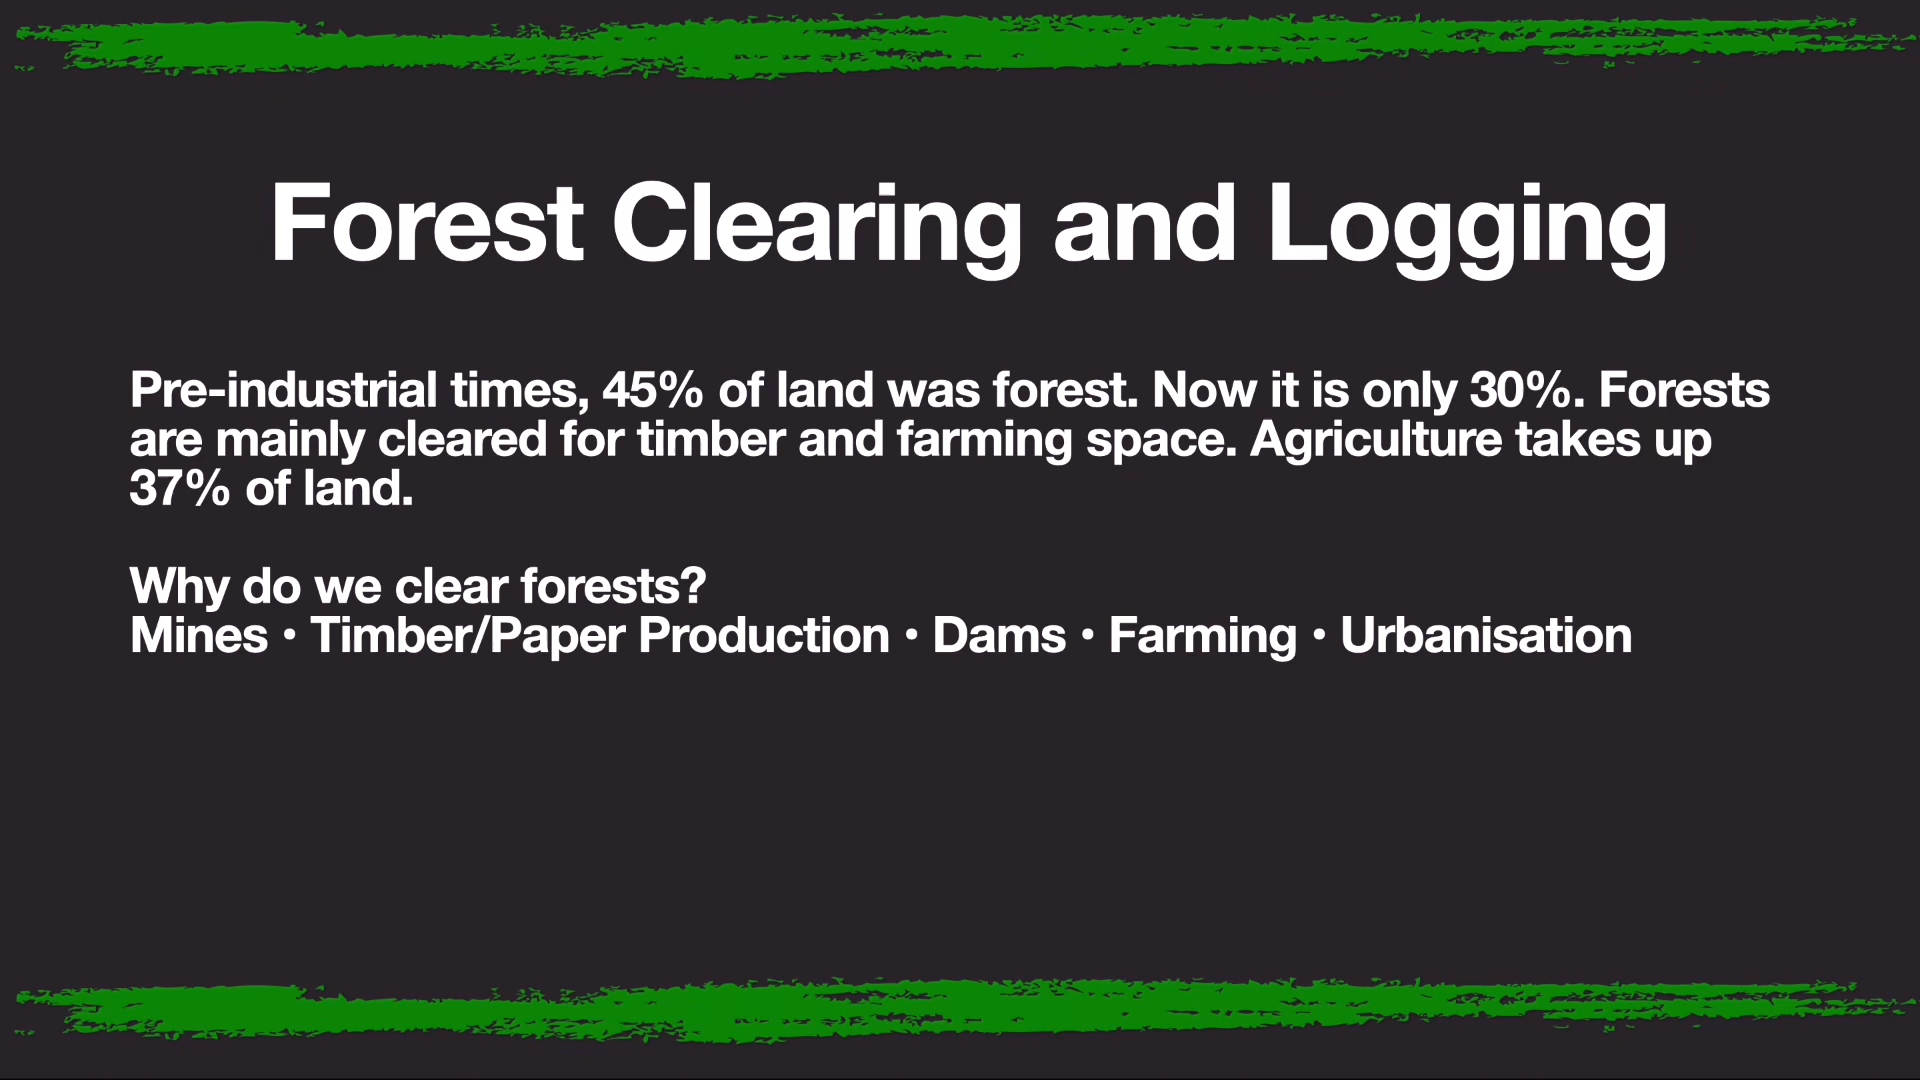 Forest Clearing and Logging
Pre-industrial times, 45% of land was forest. Now it is only 30%. Forests
are mainly cleared for timber and farming space. Agriculture takes up
37% of land.
Why do we clear forests?
Mines • Timber/Paper Production • Dams • Farming • Urbanisation